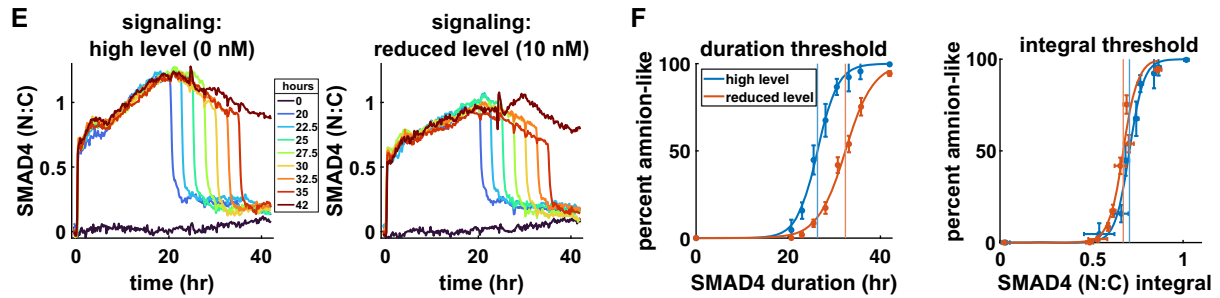 E
signaling:
high level (0 nM)
SMAD4 (N:C)
1
0.5
0
0
20
40
time (hr)
hours
0
20
22.5
25
27.5
30
32.5
35
42
signaling:
reduced level (10 nM)
SMAD4 (N:C)
1
0.5
0
0
20
40
time (hr)
F
duration threshold
percent amnion-like
100
50
0
high level
reduced level
0
20
40
SMAD4 duration (hr)
integral threshold
percent amnion-like
100
50
0
0
0.5
1
SMAD4 (N:C) integral